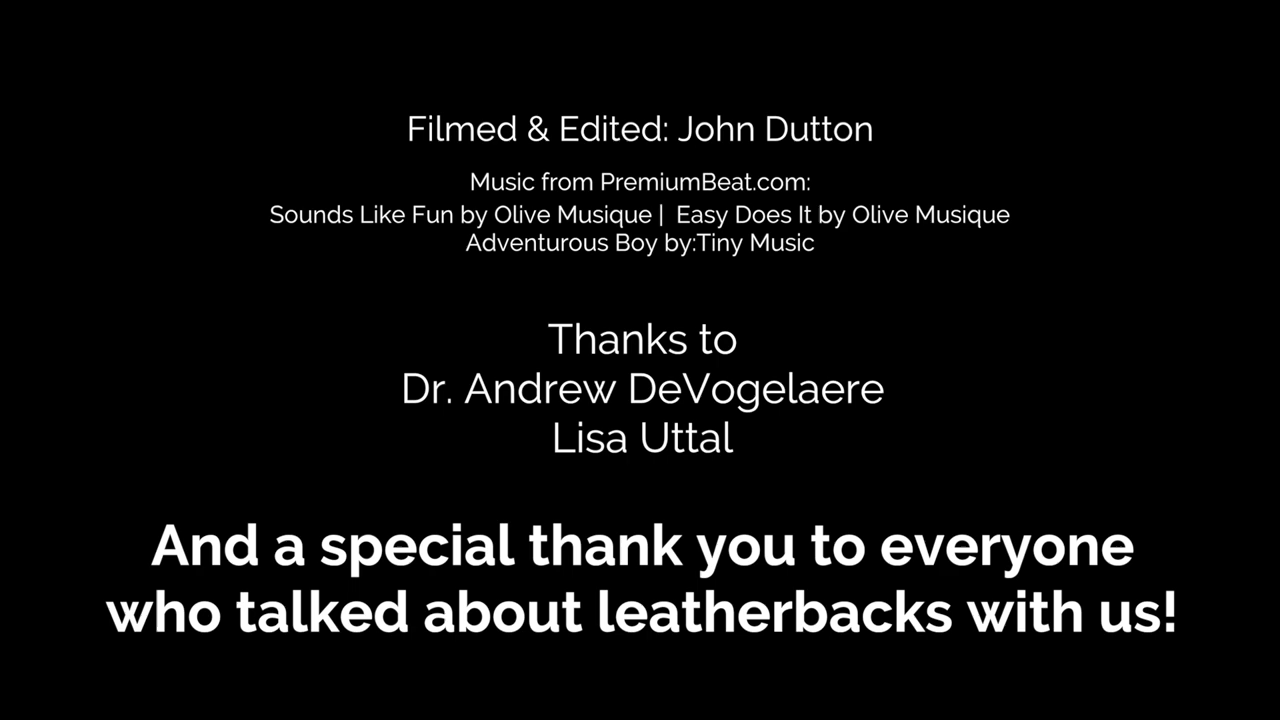 Filmed & Edited: John Dutton
Music from PremiumBeat.com:
Sounds Like Fun by Olive Musique | Easy Does It by Olive Musique
Adventurous Boy by:Tiny Music
Thanks to
Dr. Andrew DeVogelaere
Lisa Uttal
And a special thank you to everyone
who talked about leatherbacks with us!